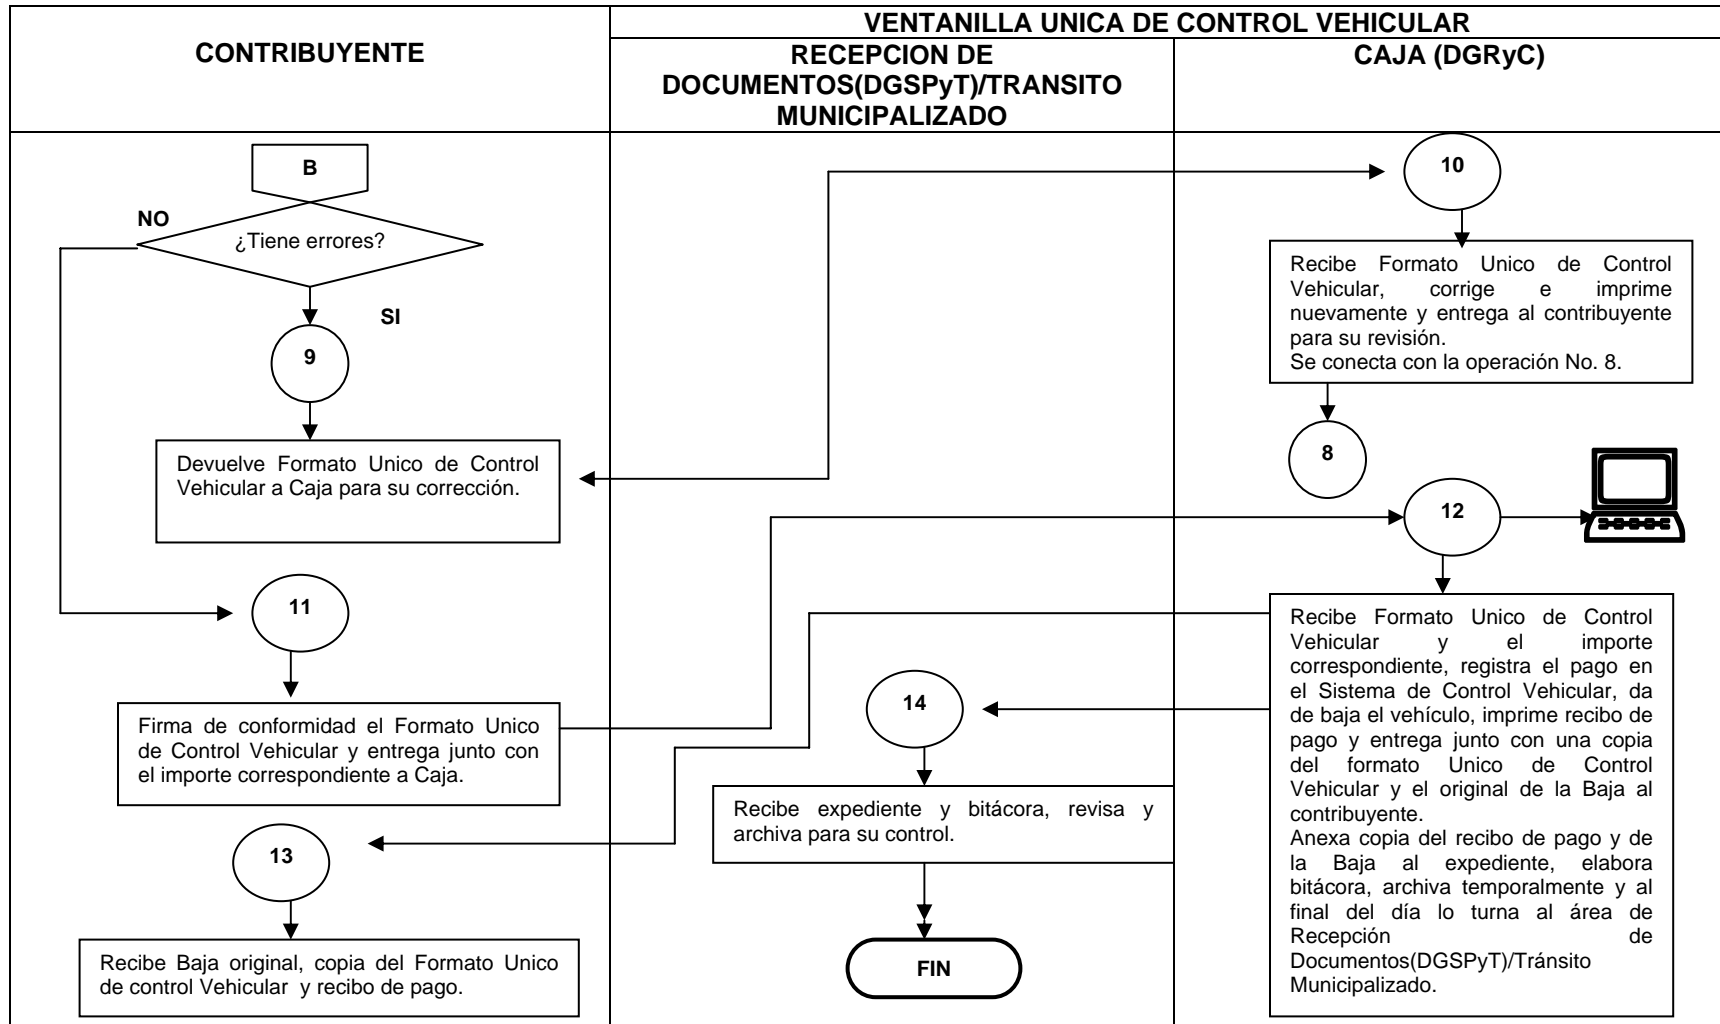 VENTANILLA UNICA DE CONTROL VEHICULAR
CONTRIBUYENTE
RECEPCION DE
DOCUMENTOS(DGSPyT)/TRANSITO
MUNICIPALIZADO
CAJA (DGRyC)
B
NO
¿Tiene errores?
SI
9
Devuelve Formato Unico de Control
Vehicular a Caja para su corrección.
10
Recibe Formato Unico de Control
Vehicular, corrige e imprime
nuevamente y entrega al contribuyente
para su revisión.
Se conecta con la operación No. 8.
8
11
Firma de conformidad el Formato Unico
de Control Vehicular y entrega junto con
el importe correspondiente a Caja.
12
Recibe Formato Unico de Control
Vehicular y el importe
correspondiente, registra el pago en
el Sistema de Control Vehicular, da
de baja el vehículo, imprime recibo de
pago y entrega junto con una copia
del formato Unico de Control
Vehicular y el original de la Baja al
contribuyente.
Anexa copia del recibo de pago y de
la Baja al expediente, elabora
bitácora, archiva temporalmente y al
final del día lo turna al área de
Recepción de
Documentos(DGSPyT)/Tránsito
Municipalizado.
13
Recibe Baja original, copia del Formato Unico
de control Vehicular y recibo de pago.
14
Recibe expediente y bitácora, revisa y
archiva para su control.
FIN